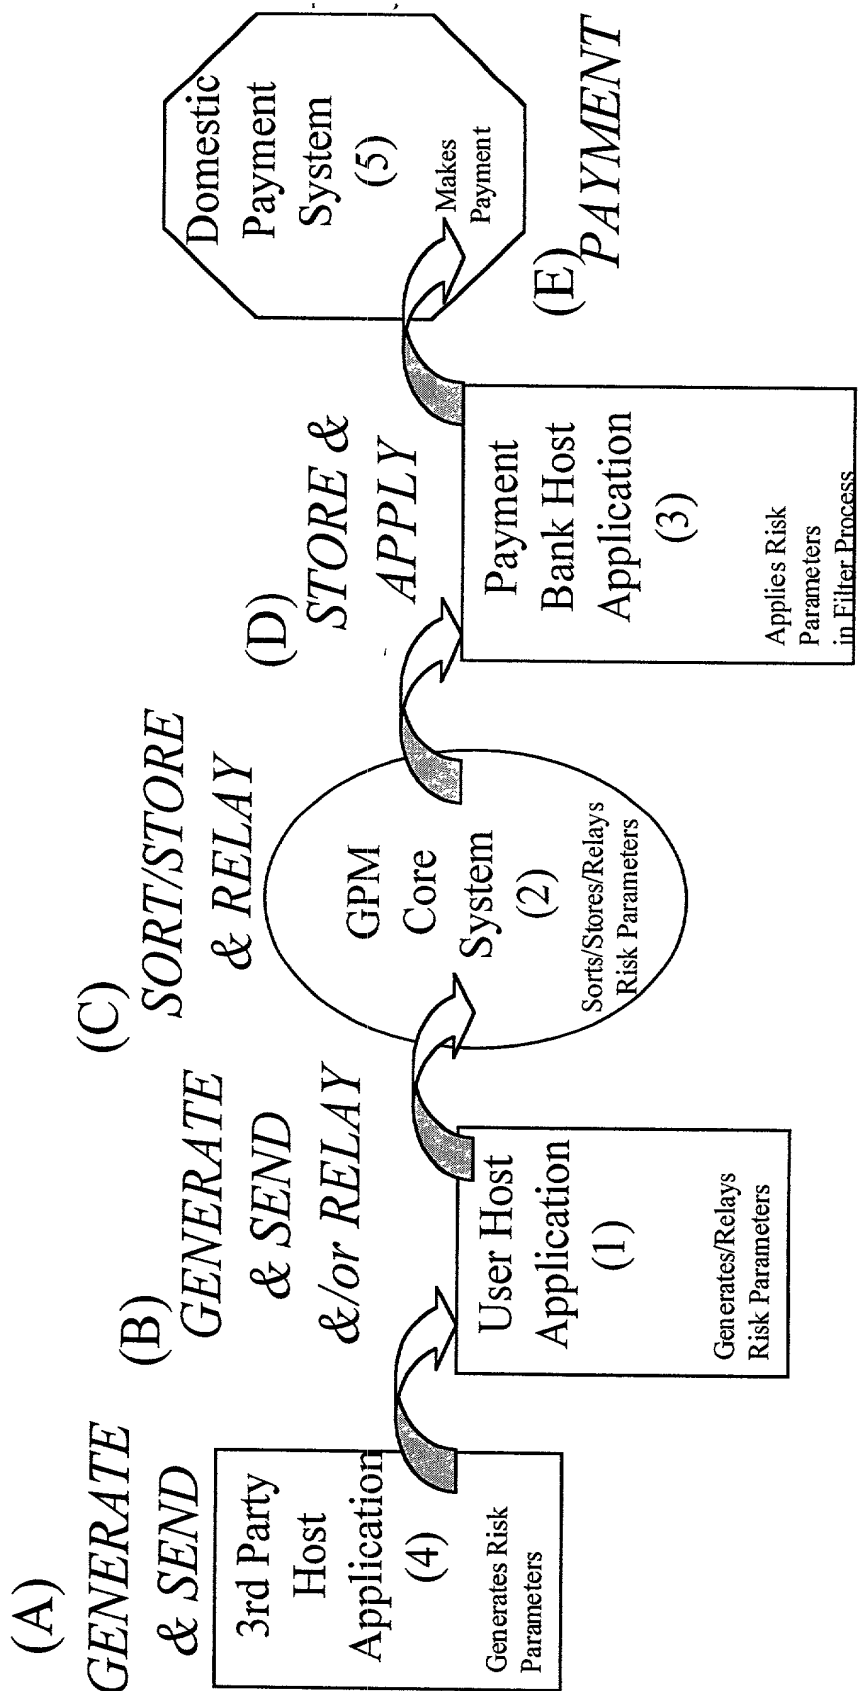 (A)
GENERATE
& SEND
3rd Party
Host
Application
(4)
Generates Risk
Parameters
(B)
GENERATE
& SEND
&/or RELAY
User Host
Application
(1)
Generates/Relays
Risk Parameters
(C)
SORT/STORE
& RELAY
GPM
Core
System
(2)
Sorts/Stores/Relays
Risk Parameters
(D)
STORE &
APPLY
Payment
Bank Host
Application
(3)
Applies Risk
Parameters
in Filter Process
Domestic
Payment
System
(5)
Makes
Payment
(E)
PAYMENT